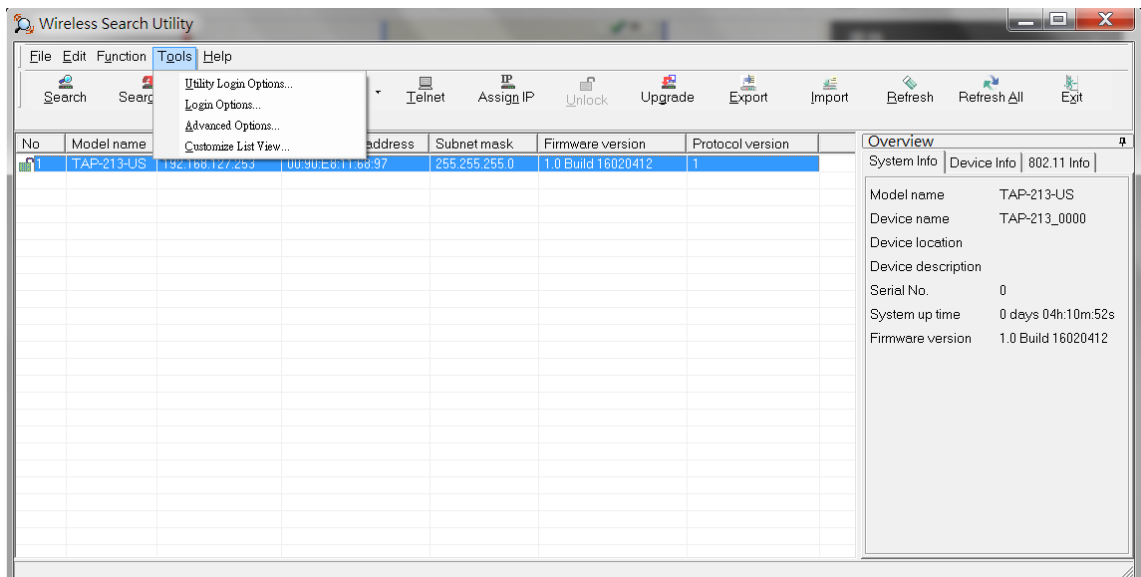 Wireless Search Utility
File Edit Function Tools Help
Search Searc Telnet Assign IP Unlock Upgrade Export Import Refresh Refresh All Exit
Utility Login Options...
Login Options...
Advanced Options...
Customize List View...
No Model name address Subnet mask Firmware version Protocol version
1 TAP-213-US 192.168.127.253 00:90:E8:11:68:97 255.255.255.0 1.0 Build 16020412 1
Overview
System Info Device Info 802.11 Info
Model name TAP-213-US
Device name TAP-213_0000
Device location
Device description
Serial No. 0
System up time 0 days 04h:10m:52s
Firmware version 1.0 Build 16020412